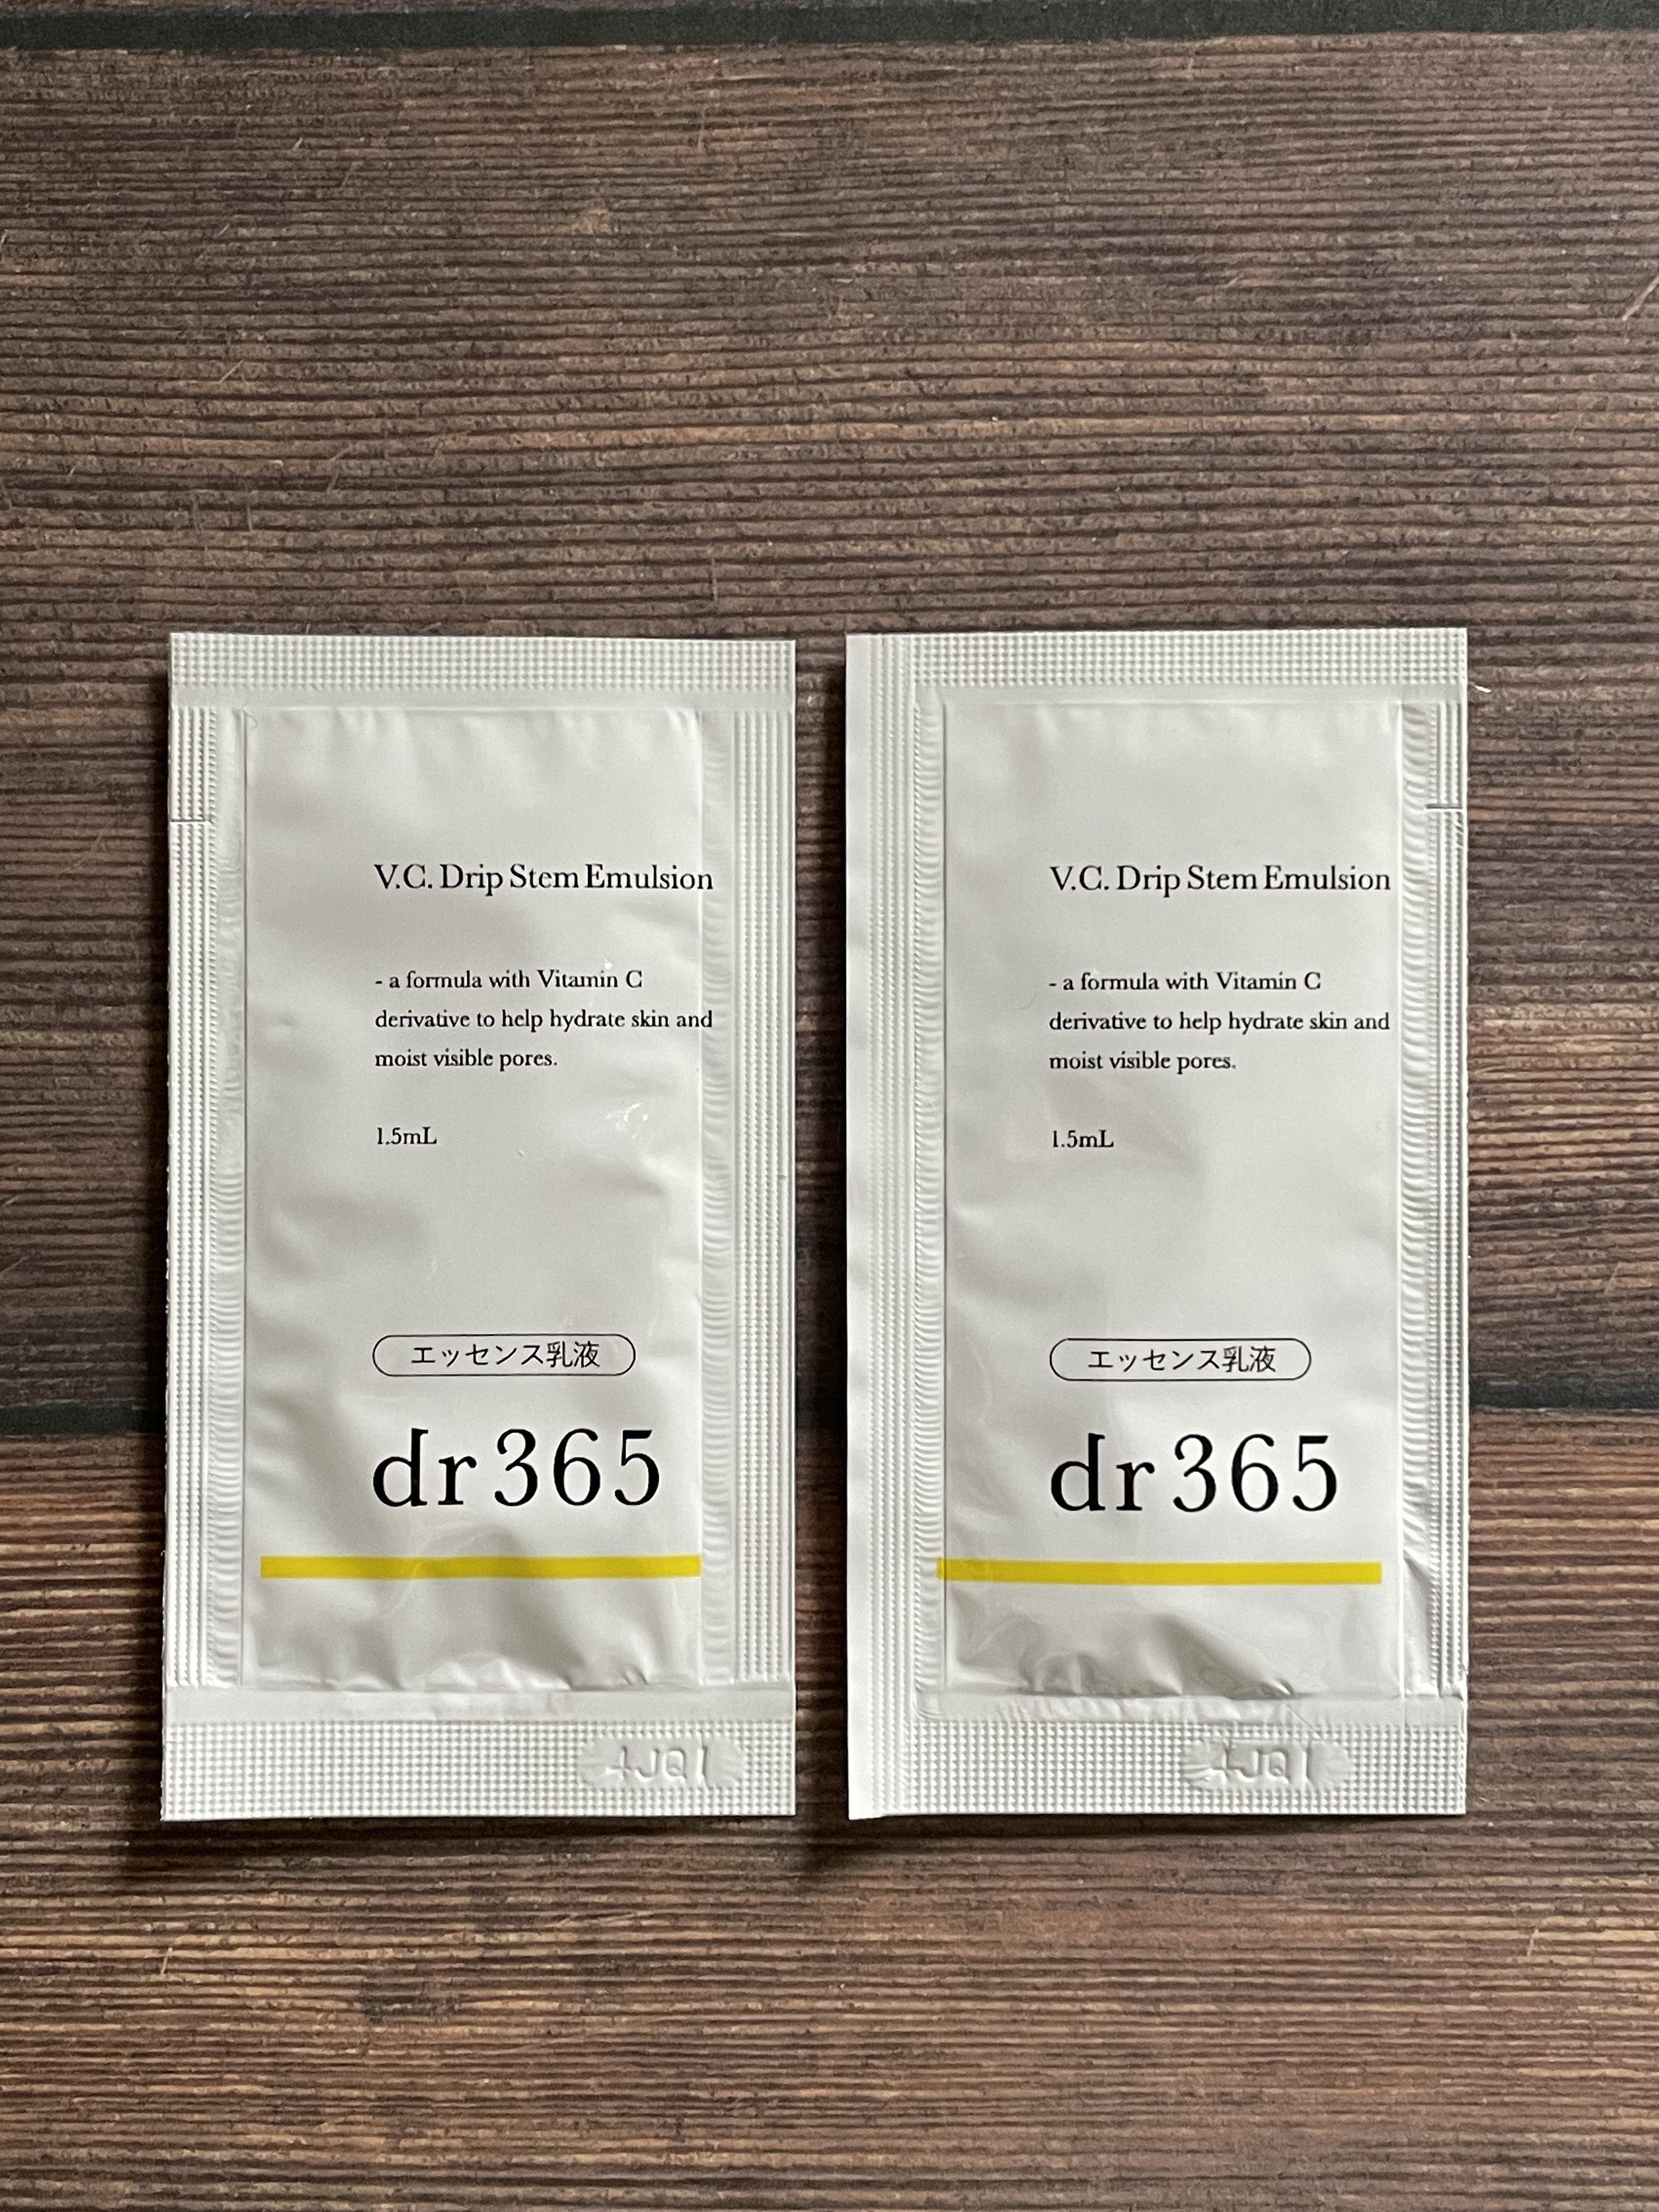 V.C. Drip Stem Emulsion
- a formula with Vitamin C
derivative to help hydrate skin and
moist visible pores.
1.5mL
エッセンス乳液
dr365
4JQ1
V.C. Drip Stem Emulsion
- a formula with Vitamin C
derivative to help hydrate skin and
moist visible pores.
1.5mL
エッセンス乳液
dr365
4JQ1